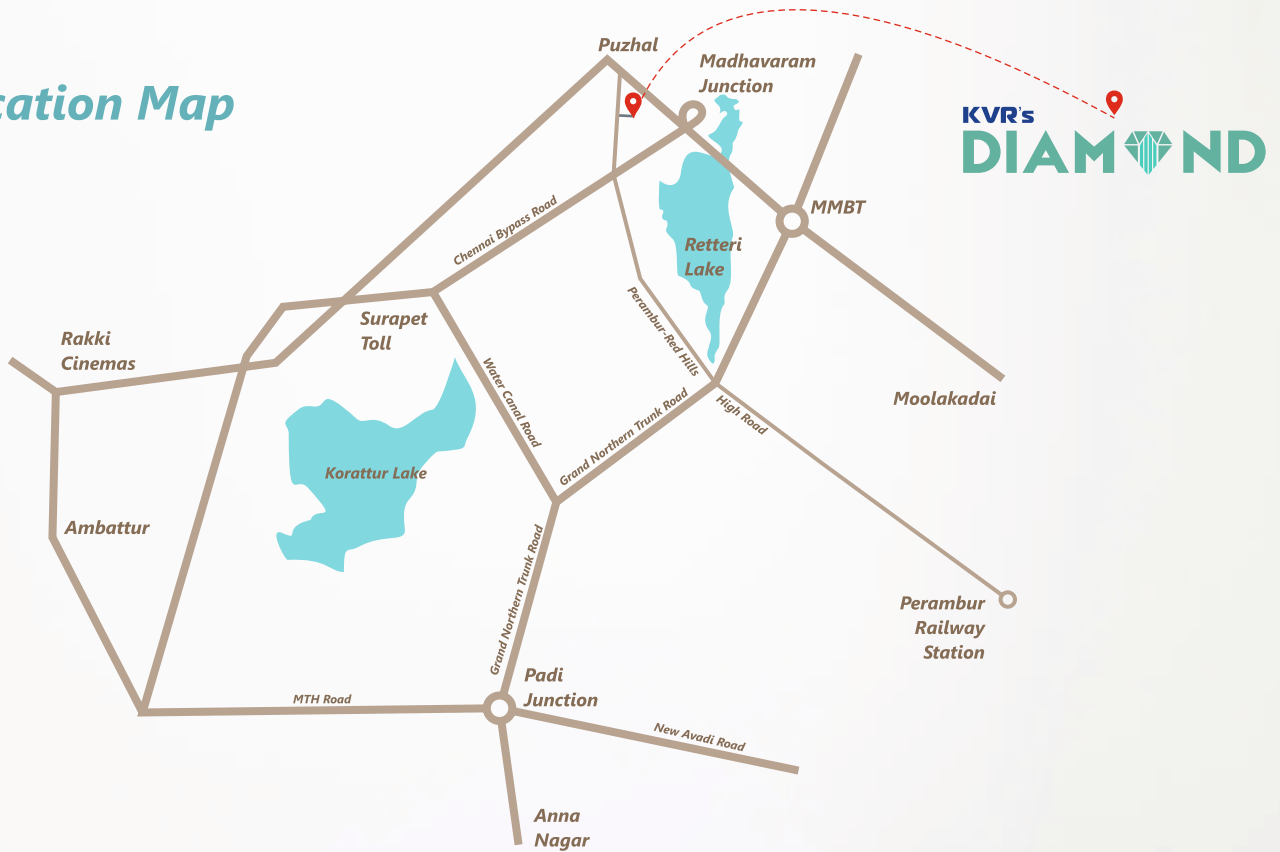 Puzhal
Madhavaram
Junction
cation Map
KVR's
DIAMOND
MMBT
Chennai Bypass Road
Retteri
Lake
Surapet
Toll
Perambur-Red Hills
High Road
Rakki
Cinemas
Water Canal Road
Grand Northern Trunk Road
Moolakadai
Korattur Lake
Ambattur
Grand Northern Trunk Road
Perambur
Railway
Station
Padi
Junction
MTH Road
New Avadi Road
Anna
Nagar